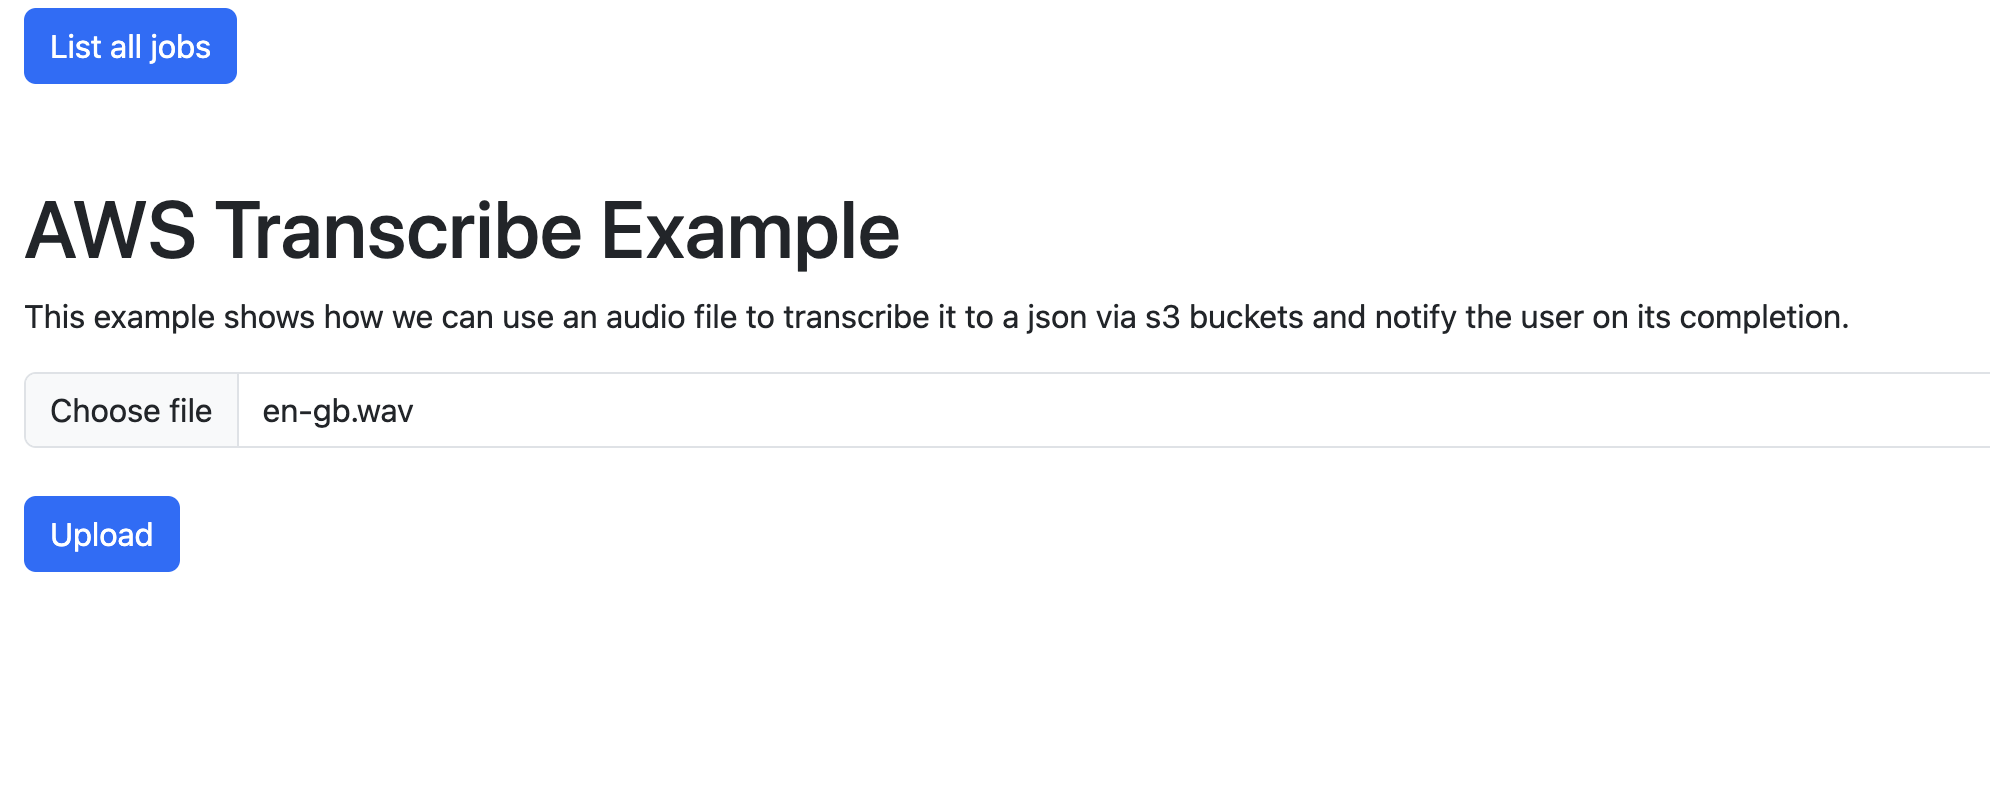 List all jobs
AWS Transcribe Example
This example shows how we can use an audio file to transcribe it to a json via s3 buckets and notify the user on its completion.
Choose file en-gb.wav
Upload